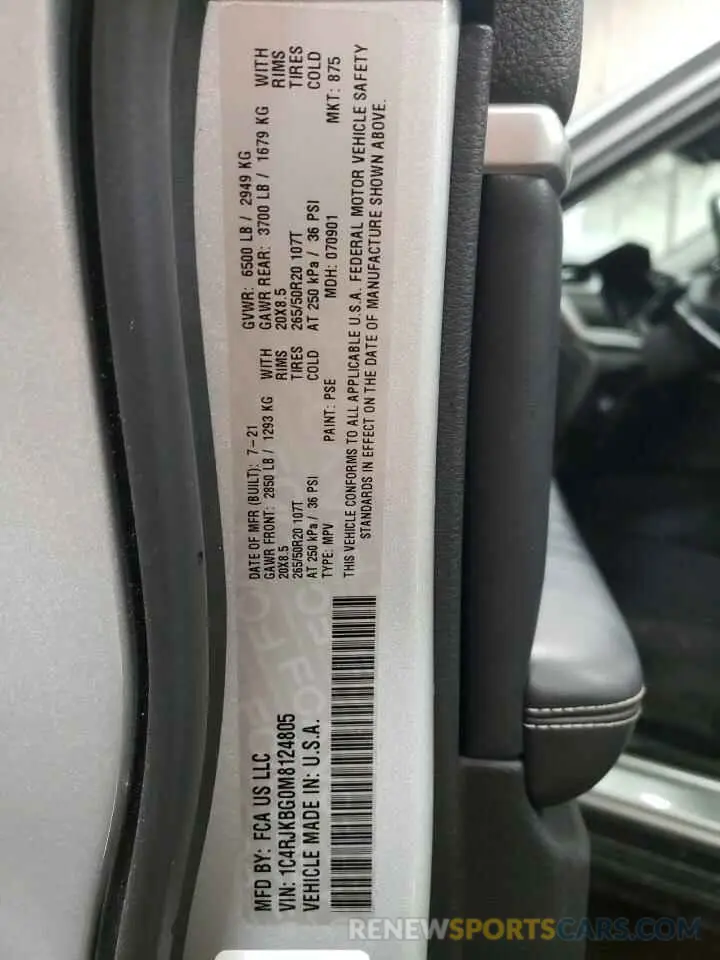 MFD BY: FCA US LLC
VIN: 1C4RJKBG0M8124805
VEHICLE MADE IN: U.S.A.
DATE OF MFR (BUILT): 7-21
GVWR: 6500 LB / 2949 KG
GAWR FRONT: 2850 LB / 1293 KG WITH
GAWR REAR: 3700 LB / 1679 KG WITH
20X8.5 RIMS
20X8.5 RIMS
265/50R20 107T TIRES
265/50R20 107T TIRES
AT 250 kPa / 36 PSI COLD
AT 250 kPa / 36 PSI COLD
TYPE: MPV PAINT: PSE MDH: 070901 MKT: 875
THIS VEHICLE CONFORMS TO ALL APPLICABLE U.S.A. FEDERAL MOTOR VEHICLE SAFETY
STANDARDS IN EFFECT ON THE DATE OF MANUFACTURE SHOWN ABOVE.
RENEWSPORTSCARS.COM